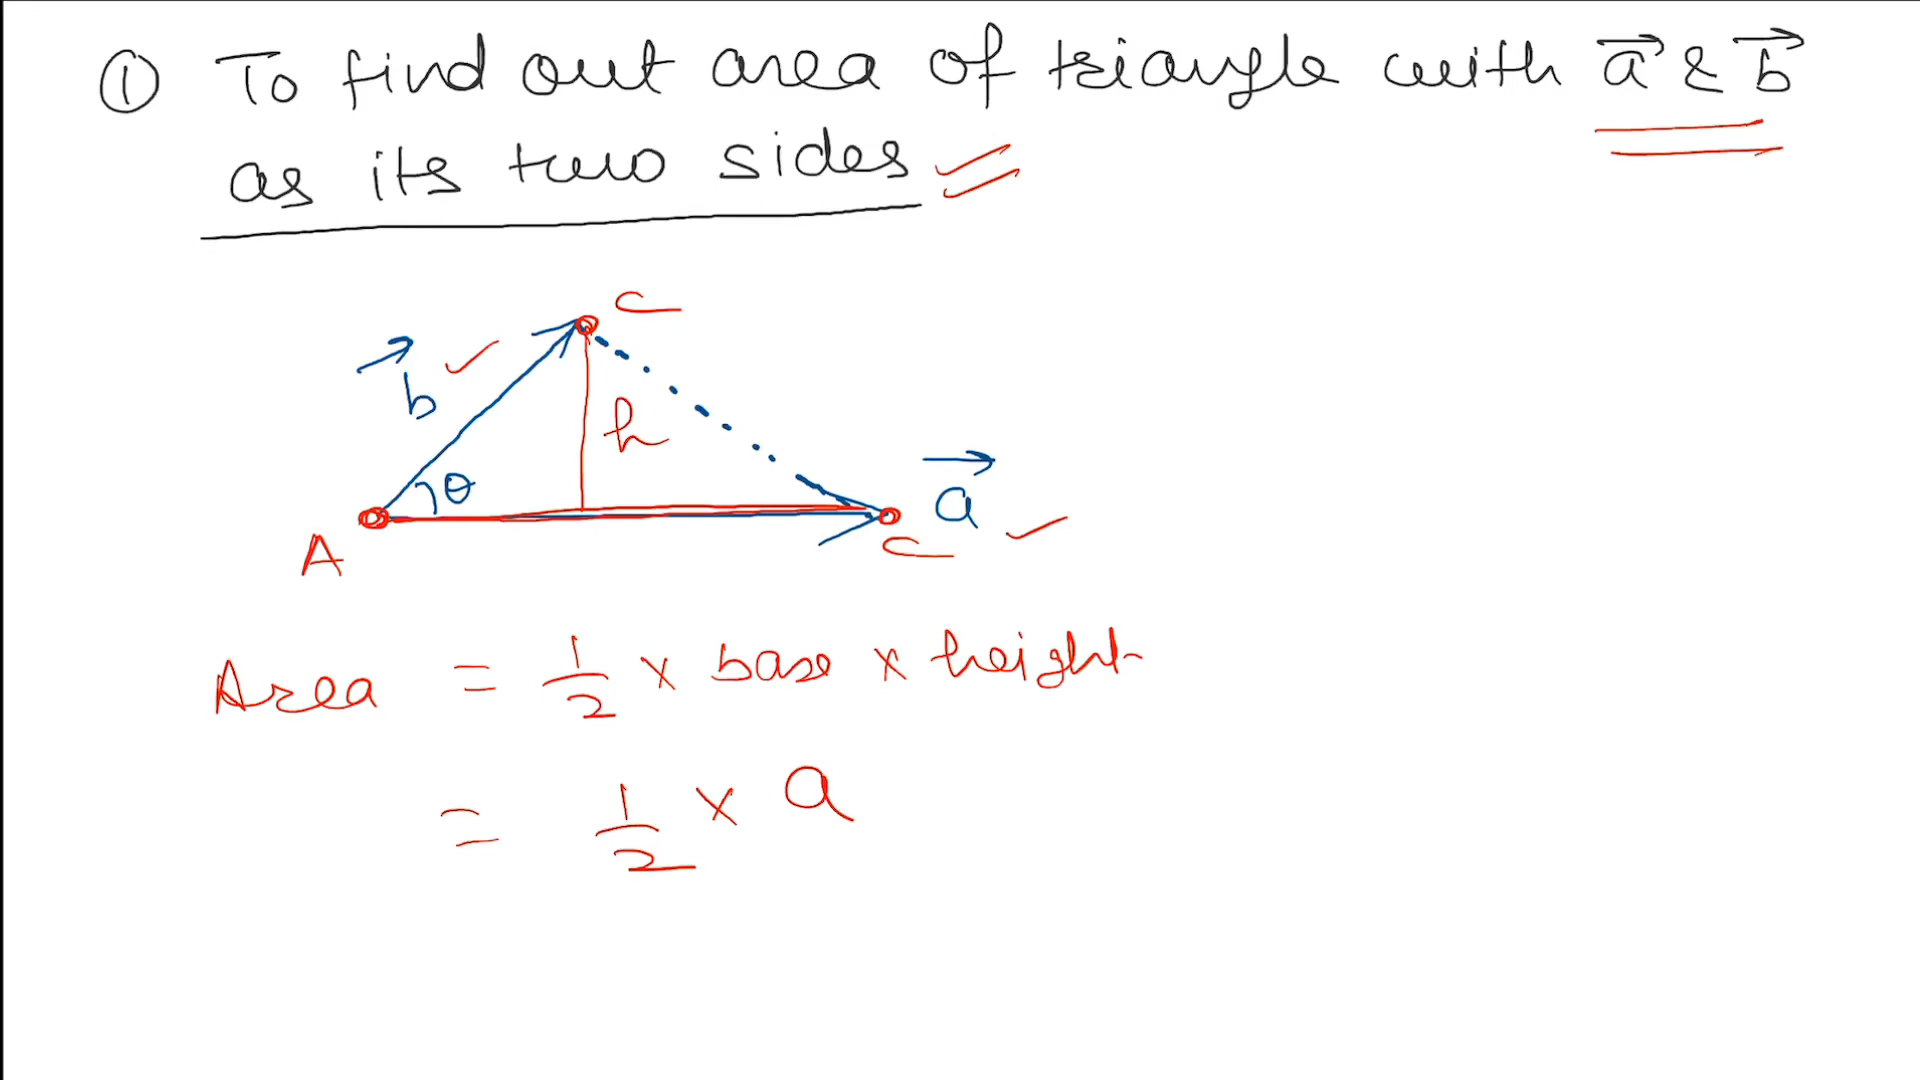 ① To find out area of triangle with a⃗ & b⃗
as its two sides
C
b⃗
h
θ
a⃗
A
C
Area = 1/2 × base × height
= 1/2 × a